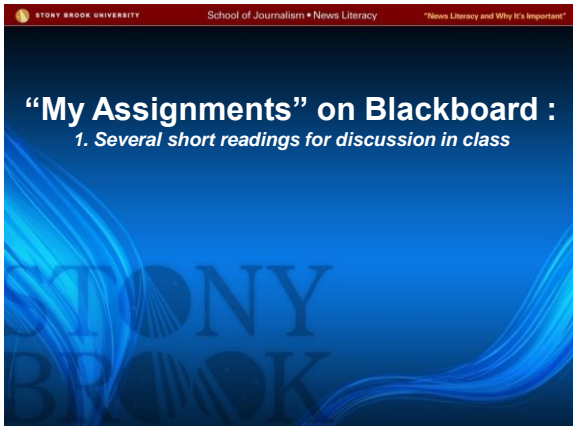 STONY BROOK UNIVERSITY School of Journalism • News Literacy "News Literacy and Why It's Important"
“My Assignments” on Blackboard :
1. Several short readings for discussion in class
STONY
BROOK